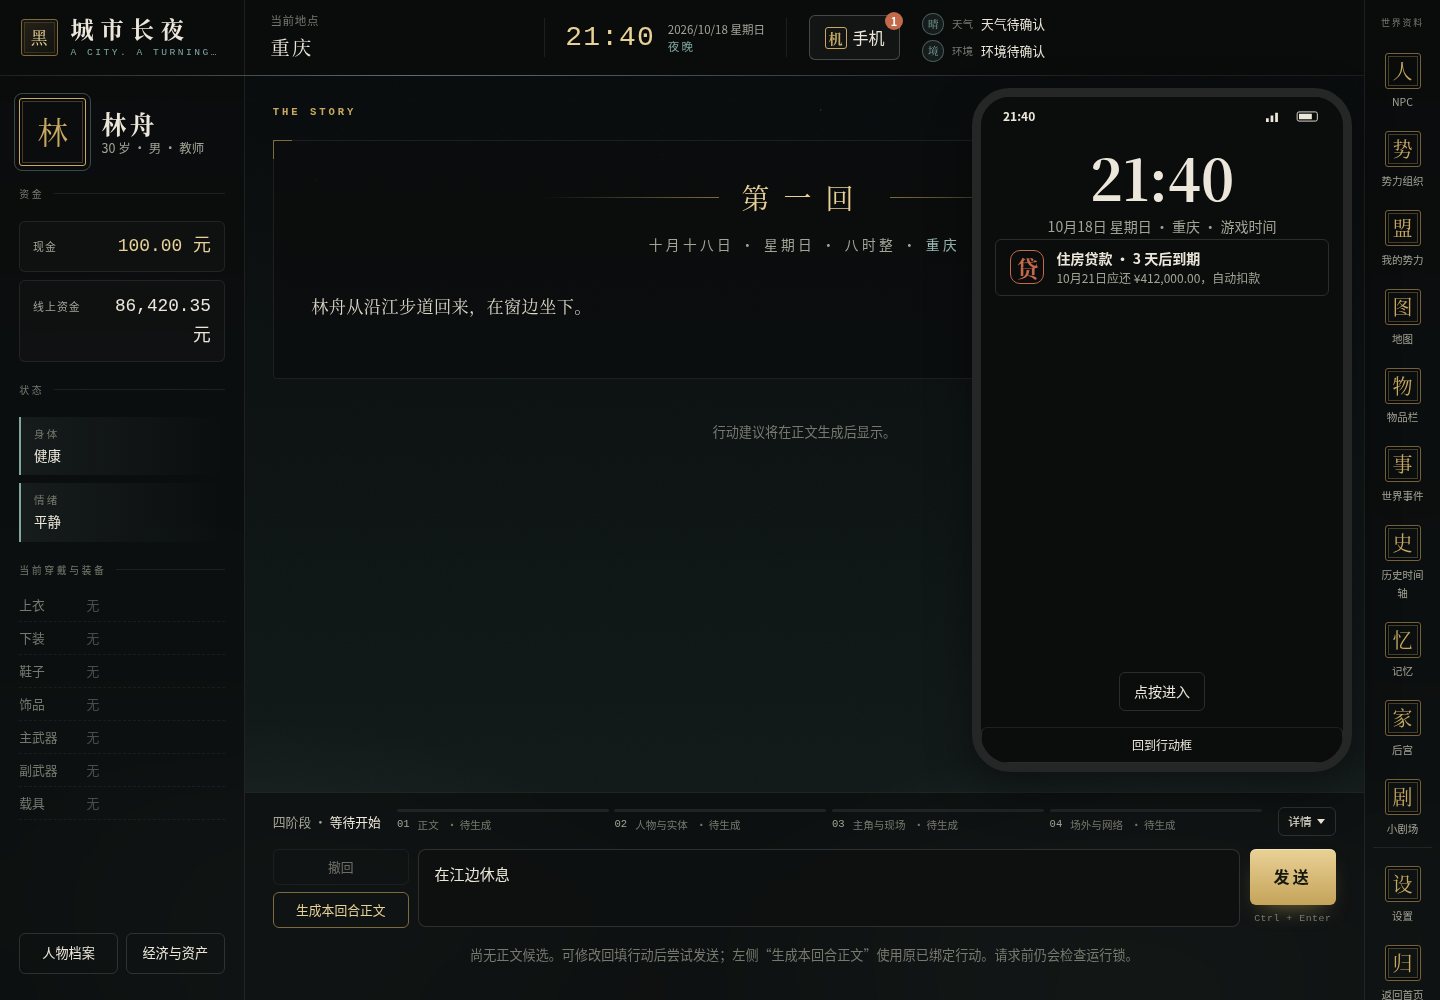 黑
城市长夜
A CITY. A TURNING…
当前地点
重庆
21:40
2026/10/18 星期日
夜晚
机 手机
1
晴 天气 天气待确认
境 环境 环境待确认
林
林舟
30 岁 · 男 · 教师
资金
现金 100.00 元
线上资金 86,420.35
元
状态
身体
健康
情绪
平静
当前穿戴与装备
上衣 无
下装 无
鞋子 无
饰品 无
主武器 无
副武器 无
载具 无
人物档案
经济与资产
THE STORY
第一回
十月十八日 · 星期日 · 八时整 · 重庆
林舟从沿江步道回来，在窗边坐下。
行动建议将在正文生成后显示。
21:40
21:40
10月18日 星期日 · 重庆 · 游戏时间
贷
住房贷款 · 3 天后到期
10月21日应还 ¥412,000.00，自动扣款
点按进入
回到行动框
四阶段 · 等待开始
01 正文 · 待生成
02 人物与实体 · 待生成
03 主角与现场 · 待生成
04 场外与网络 · 待生成
详情
撤回
生成本回合正文
在江边休息
发送
Ctrl + Enter
尚无正文候选。可修改回填行动后尝试发送；左侧“生成本回合正文”使用原已绑定行动。请求前仍会检查运行锁。
世界资料
人
NPC
势
势力组织
盟
我的势力
图
地图
物
物品栏
事
世界事件
史
历史时间
轴
忆
记忆
家
后宫
剧
小剧场
设
设置
归
返回首页